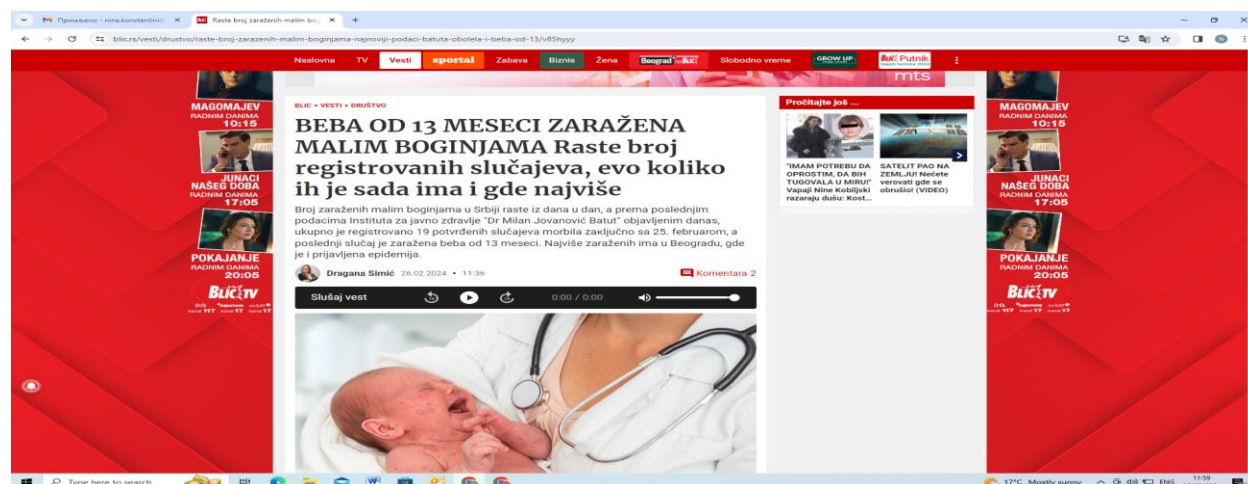 Raste broj zaraženih malim bog
blic.rs/vesti/drustvo/raste-broj-zarazenih-malim-boginjama-najnoviji-podaci-batuta-obolela-i-beba-od-13/v85hyyy
Naslovna TV Vesti sportal Zabava Biznis Žena Beograd Blic Slobodno vreme GROW UP Blic Putnik
mts
MAGOMAJEV
RADNIM DANIMA
10:15
JUNACI
NAŠEG DOBA
RADNIM DANIMA
17:05
POKAJANJE
RADNIM DANIMA
20:05
Blic TV
BLIC • VESTI • DRUŠTVO
BEBA OD 13 MESECI ZARAŽENA
MALIM BOGINJAMA Raste broj
registrovanih slučajeva, evo koliko
ih je sada ima i gde najviše
Broj zaraženih malim boginjama u Srbiji raste iz dana u dan, a prema poslednjim
podacima Instituta za javno zdravlje "Dr Milan Jovanović Batut" objavljenim danas,
ukupno je registrovano 19 potvrđenih slučajeva morbila zaključno sa 25. februarom, a
poslednji slučaj je zaražena beba od 13 meseci. Najviše zaraženih ima u Beogradu, gde
je i prijavljena epidemija.
Dragana Simić 26.02.2024 • 11:36
Komentara 2
Slušaj vest 0:00 / 0:00
Pročitajte još ...
"IMAM POTREBU DA
OPROSTIM, DA BIH
TUGOVALA U MIRU!"
Vapaji Nine Kobiljski
razaraju dušu: Kost...
SATELIT PAO NA
ZEMLJU! Nećete
verovati gde se
obrušio! (VIDEO)
MAGOMAJEV
RADNIM DANIMA
10:15
JUNACI
NAŠEG DOBA
RADNIM DANIMA
17:05
POKAJANJE
RADNIM DANIMA
20:05
Blic TV
Type here to search
17°C Mostly sunny ENG 11:59